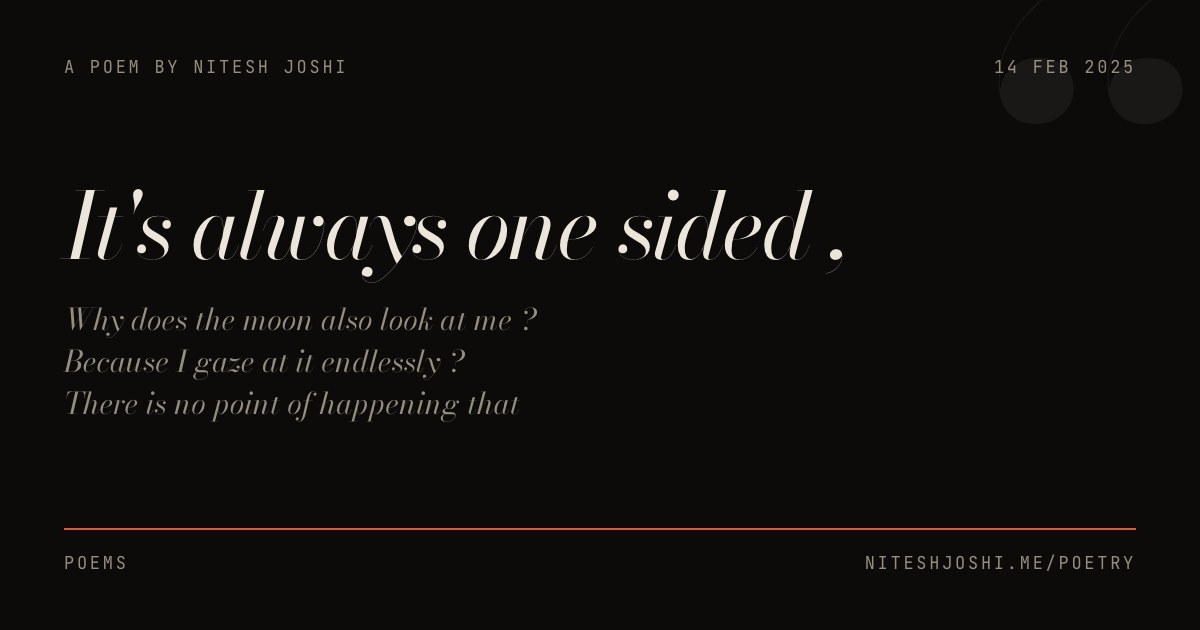 A POEM BY NITESH JOSHI
14 FEB 2025
It's always one sided ,
Why does the moon also look at me ?
Because I gaze at it endlessly ?
There is no point of happening that
POEMS
NITESHJOSHI.ME/POETRY